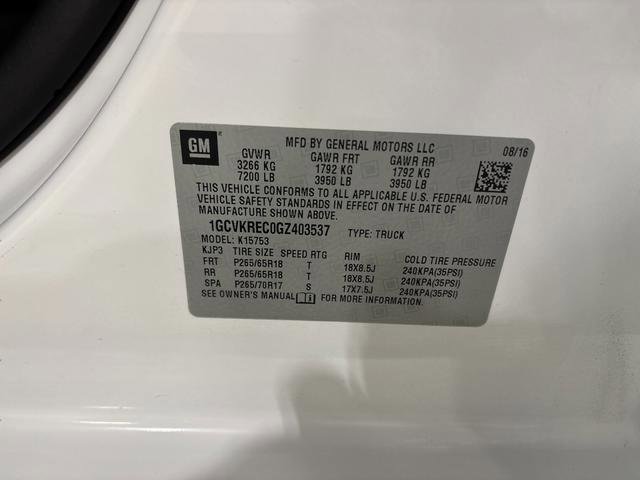 GM
MFD BY GENERAL MOTORS LLC 08/16
GVWR GAWR FRT GAWR RR
3266 KG 1792 KG 1792 KG
7200 LB 3950 LB 3950 LB
THIS VEHICLE CONFORMS TO ALL APPLICABLE U.S. FEDERAL MOTOR
VEHICLE SAFETY STANDARDS IN EFFECT ON THE DATE OF
MANUFACTURE SHOWN ABOVE.
1GCVKREC0GZ403537 TYPE: TRUCK
MODEL: K15753
KJP3 TIRE SIZE SPEED RTG RIM COLD TIRE PRESSURE
FRT P265/65R18 T 18X8.5J 240KPA(35PSI)
RR P265/65R18 T 18X8.5J 240KPA(35PSI)
SPA P265/70R17 S 17X7.5J 240KPA(35PSI)
SEE OWNER'S MANUAL FOR MORE INFORMATION.